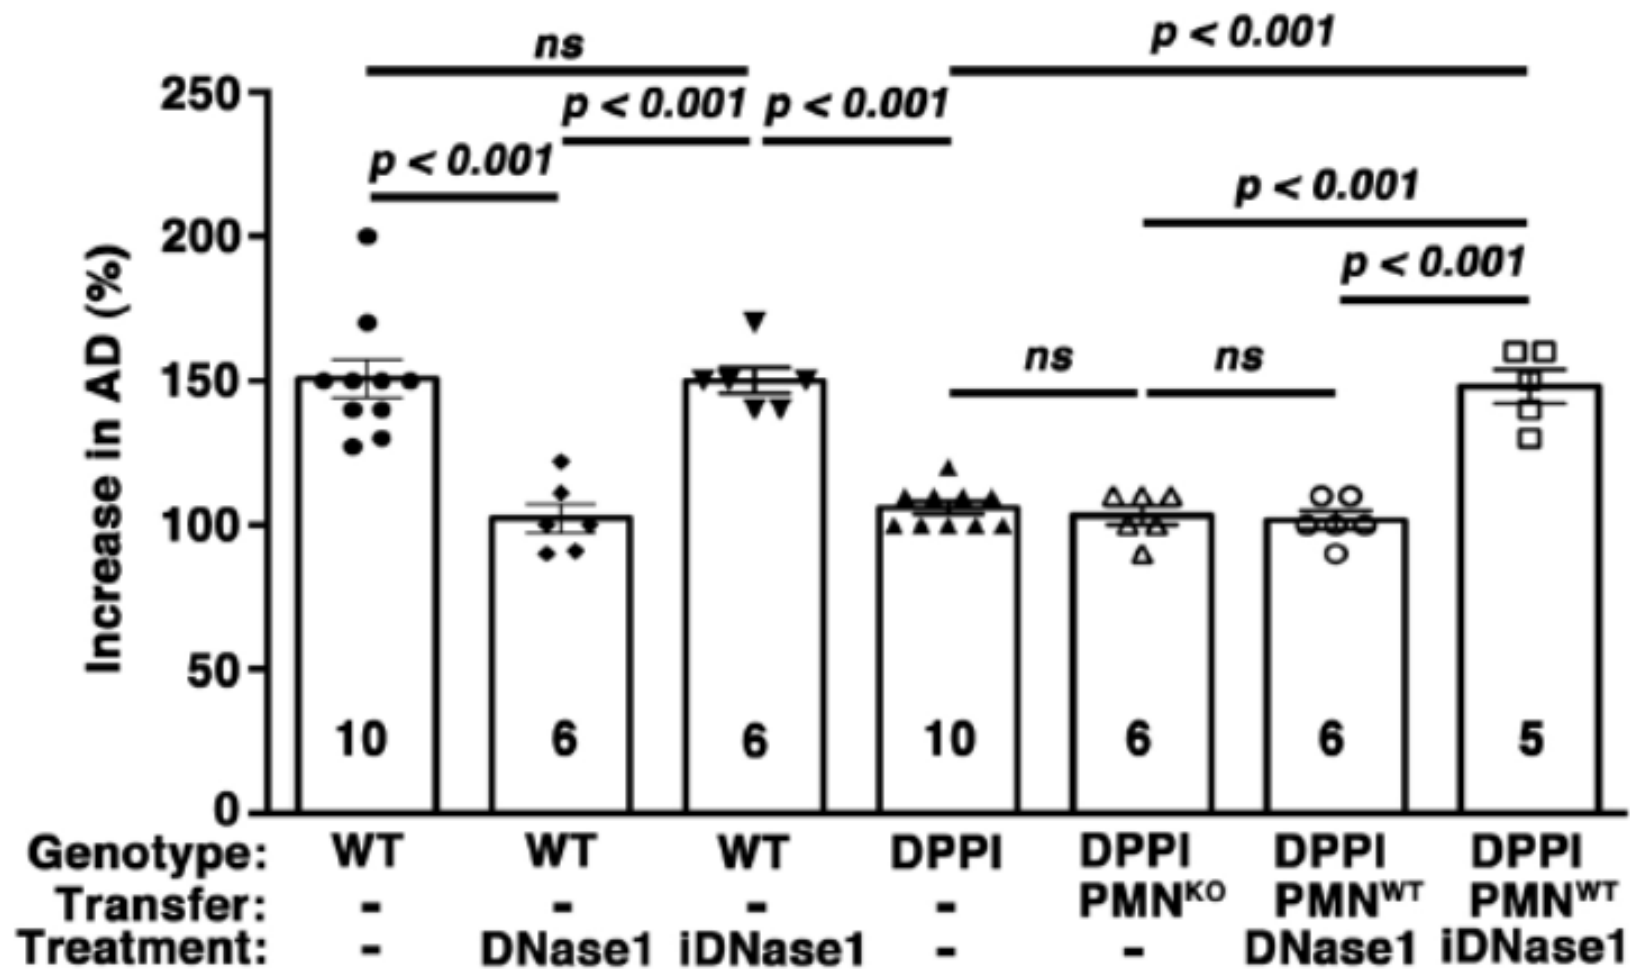 ns
p < 0.001
250
p < 0.001 p < 0.001
p < 0.001
p < 0.001
200
p < 0.001
ns ns
150
100
50
0
Increase in AD (%)
10 6 6 10 6 6 5
Genotype: WT WT WT DPPI DPPI DPPI DPPI
Transfer: - - - - PMNᴷᴼ PMNᵂᵀ PMNᵂᵀ
Treatment: - DNase1 iDNase1 - - DNase1 iDNase1